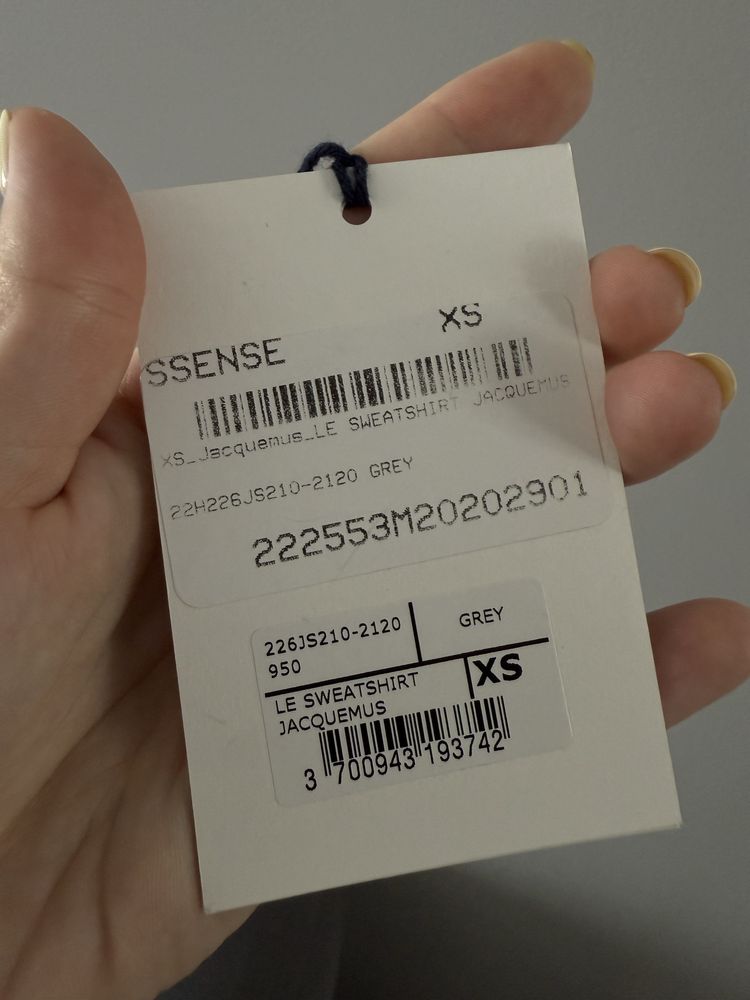 XS
SSENSE
XS_Jacquemus_LE SWEATSHIRT JACQUEMUS
22H226JS210-2120 GREY
222553M20202901
226JS210-2120
950
GREY
LE SWEATSHIRT
JACQUEMUS
XS
3 700943 193742